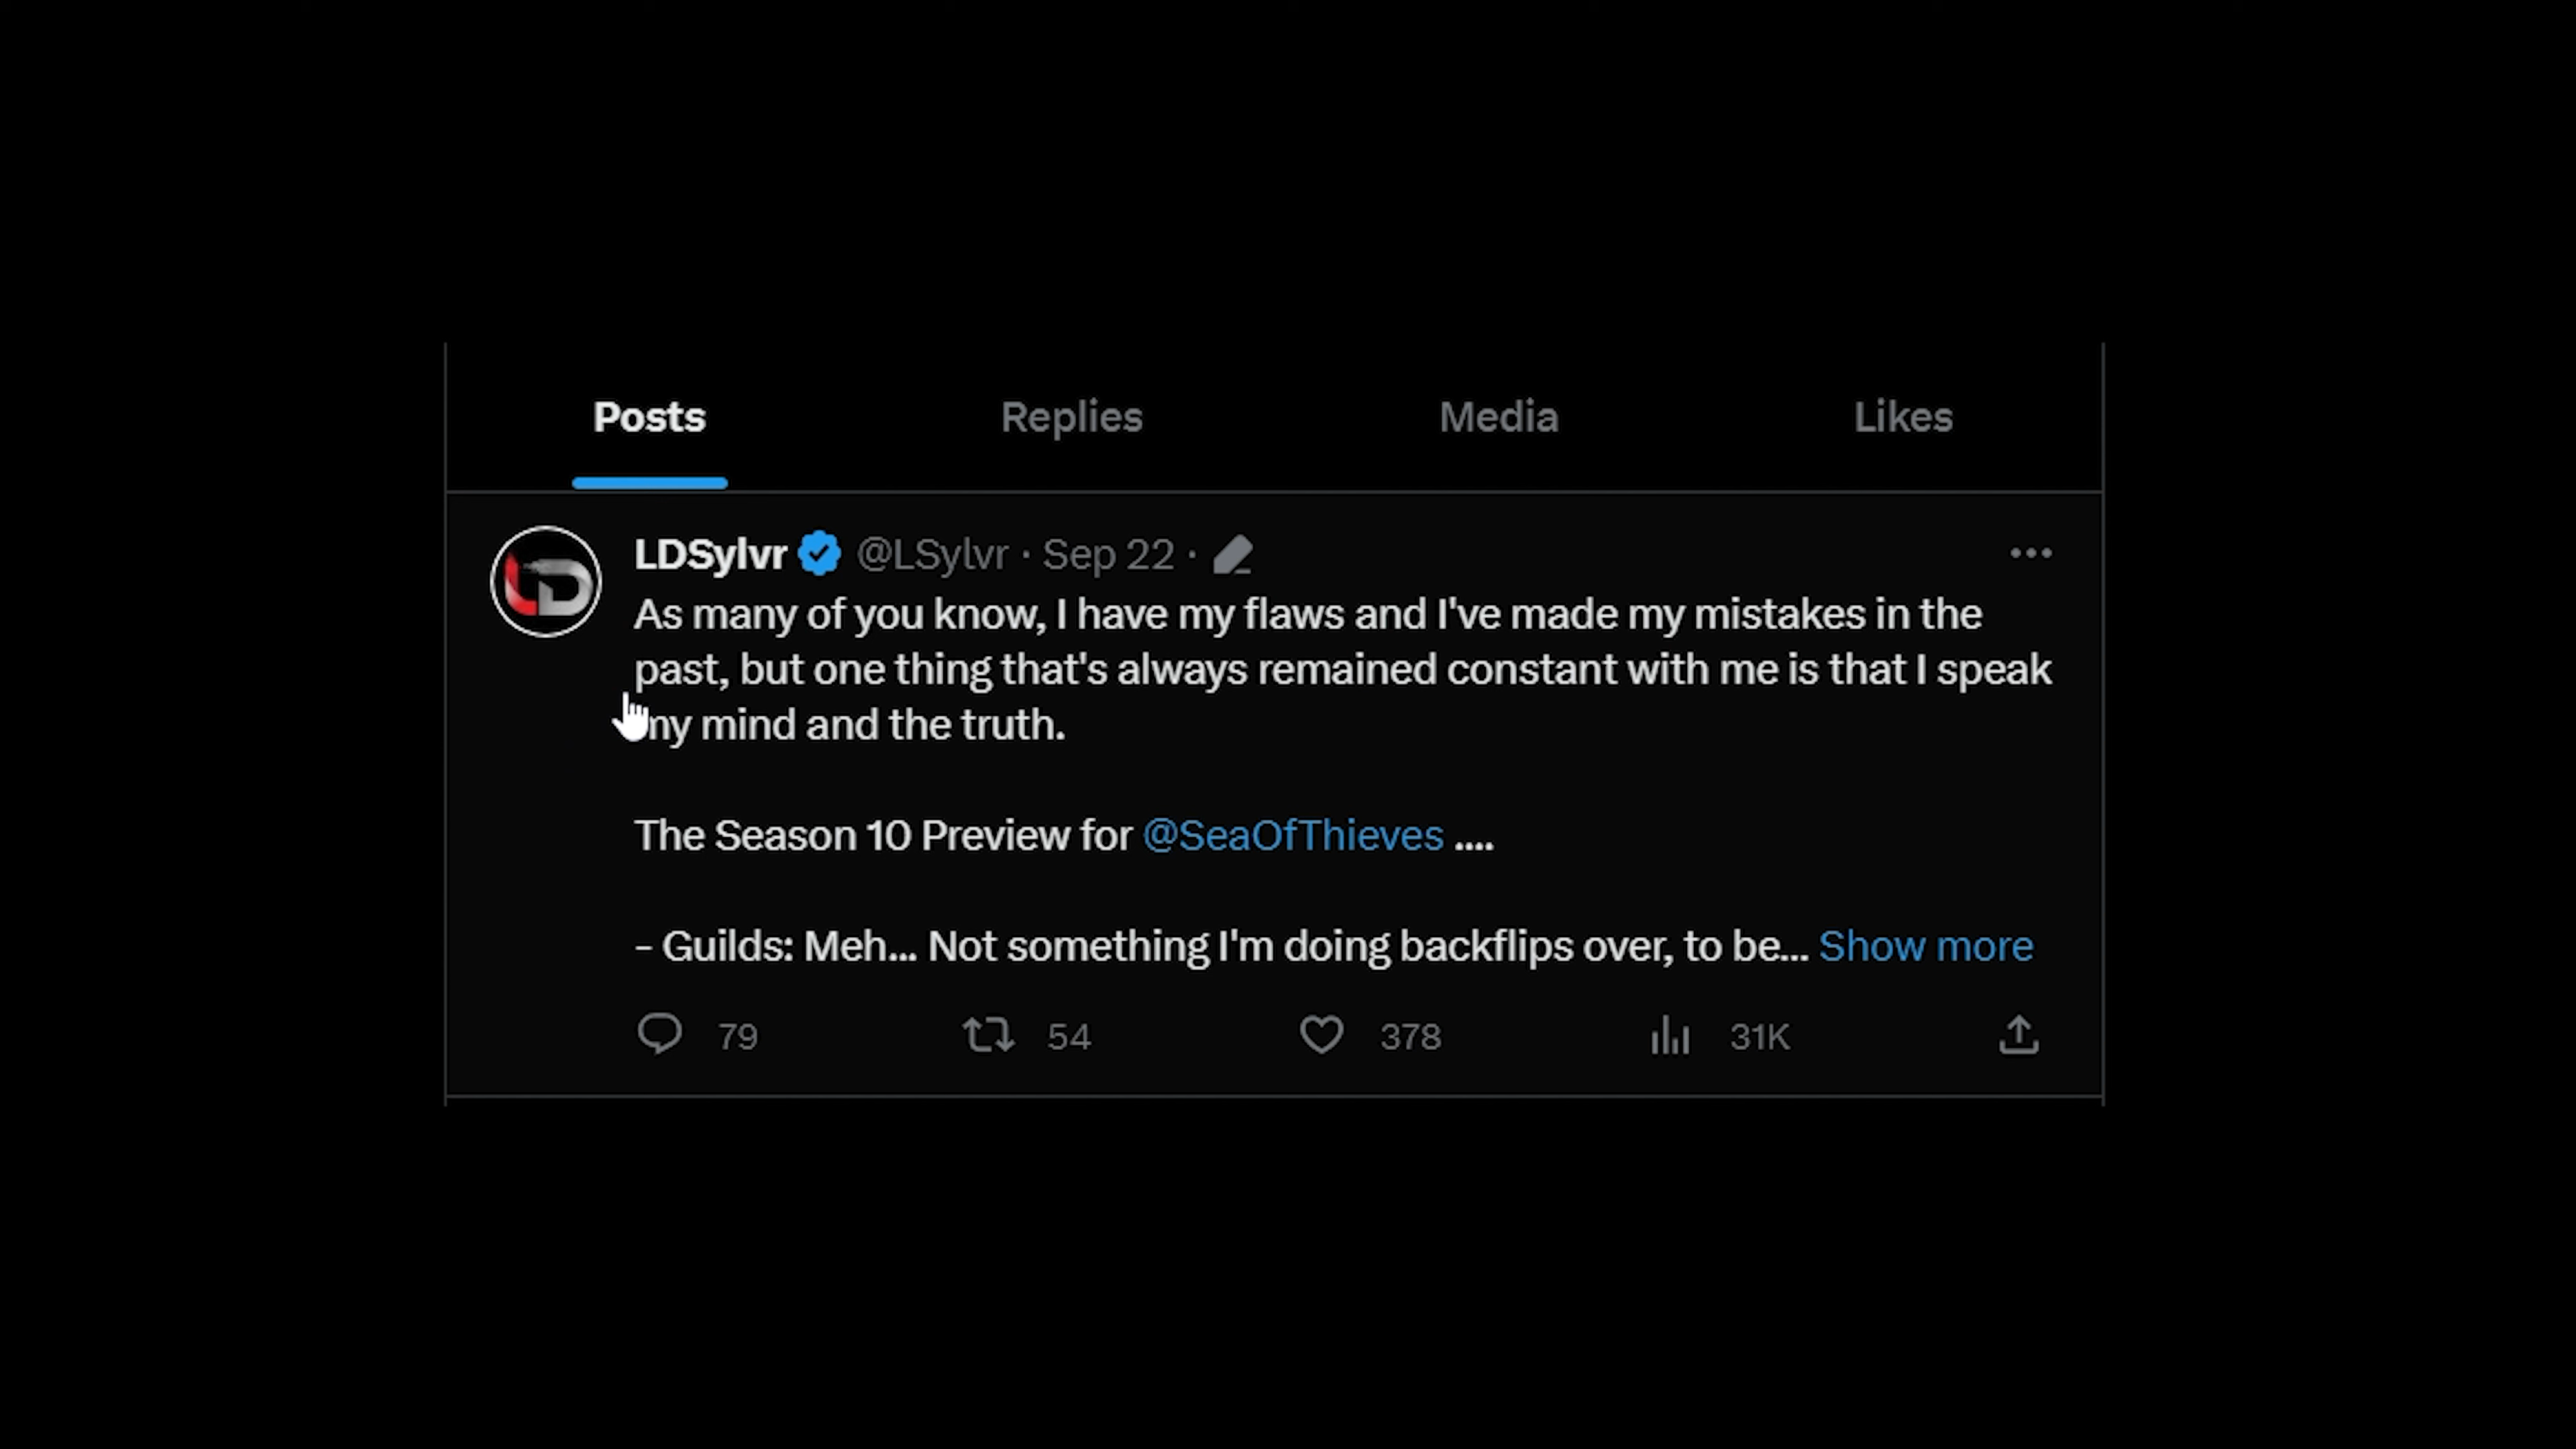 Posts Replies Media Likes
LDSylvr @LSylvr · Sep 22 ·
As many of you know, I have my flaws and I've made my mistakes in the
past, but one thing that's always remained constant with me is that I speak
my mind and the truth.
The Season 10 Preview for @SeaOfThieves ....
- Guilds: Meh... Not something I'm doing backflips over, to be... Show more
79 54 378 31K